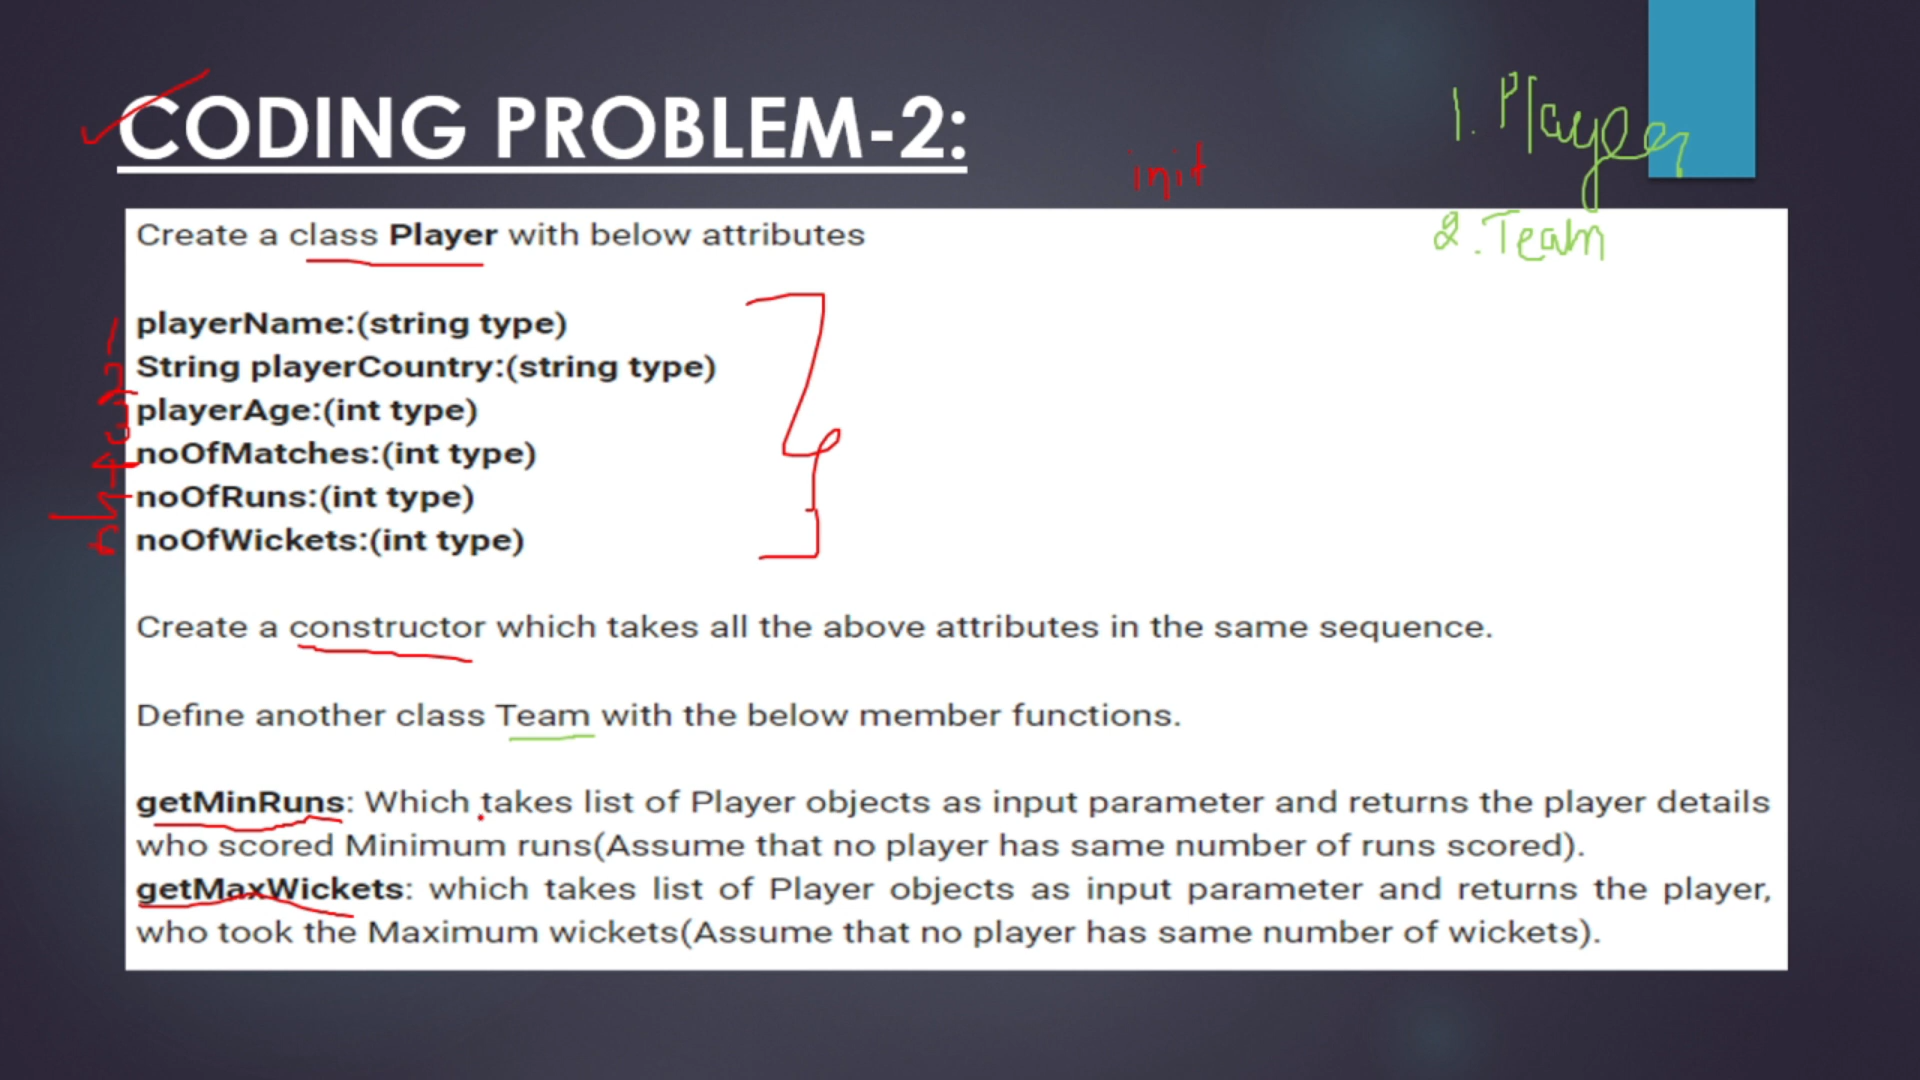 CODING PROBLEM-2:
1. Player
init
2. Team
Create a class Player with below attributes
playerName:(string type)
String playerCountry:(string type)
playerAge:(int type)
noOfMatches:(int type)
noOfRuns:(int type)
noOfWickets:(int type)
Create a constructor which takes all the above attributes in the same sequence.
Define another class Team with the below member functions.
getMinRuns: Which takes list of Player objects as input parameter and returns the player details
who scored Minimum runs(Assume that no player has same number of runs scored).
getMaxWickets: which takes list of Player objects as input parameter and returns the player,
who took the Maximum wickets(Assume that no player has same number of wickets).